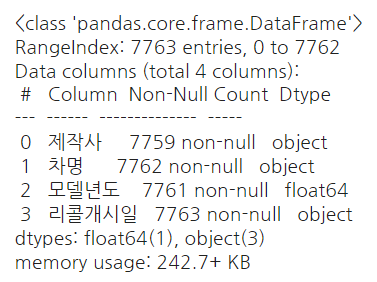 <class 'pandas.core.frame.DataFrame'>
RangeIndex: 7763 entries, 0 to 7762
Data columns (total 4 columns):
 #   Column  Non-Null Count  Dtype
---  ------  --------------  -----
 0   제작사     7759 non-null   object
 1   차명      7762 non-null   object
 2   모델년도    7761 non-null   float64
 3   리콜개시일   7763 non-null   object
dtypes: float64(1), object(3)
memory usage: 242.7+ KB